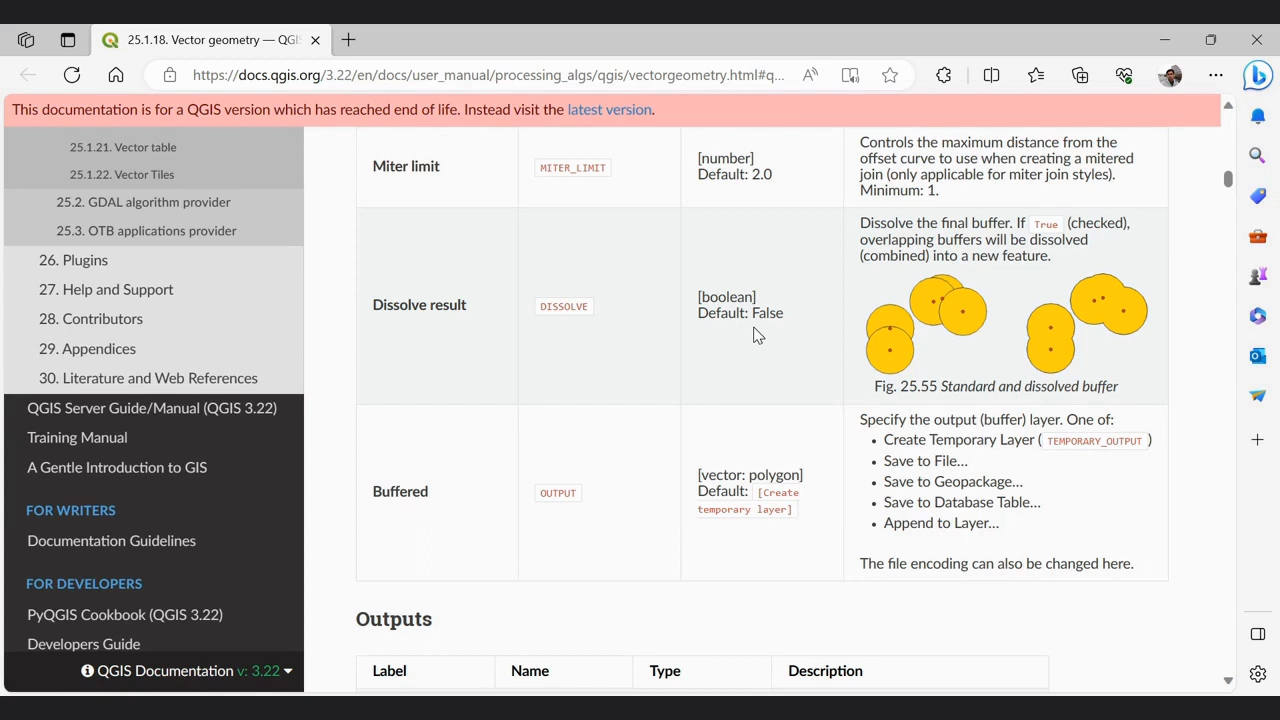 25.1.18. Vector geometry — QGIS
https://docs.qgis.org/3.22/en/docs/user_manual/processing_algs/qgis/vectorgeometry.html#q...
This documentation is for a QGIS version which has reached end of life. Instead visit the latest version.
25.1.21. Vector table
25.1.22. Vector Tiles
25.2. GDAL algorithm provider
25.3. OTB applications provider
26. Plugins
27. Help and Support
28. Contributors
29. Appendices
30. Literature and Web References
QGIS Server Guide/Manual (QGIS 3.22)
Training Manual
A Gentle Introduction to GIS
FOR WRITERS
Documentation Guidelines
FOR DEVELOPERS
PyQGIS Cookbook (QGIS 3.22)
Developers Guide
QGIS Documentation v: 3.22
Miter limit
MITER_LIMIT
[number]
Default: 2.0
Controls the maximum distance from the
offset curve to use when creating a mitered
join (only applicable for miter join styles).
Minimum: 1.
Dissolve result
DISSOLVE
[boolean]
Default: False
Dissolve the final buffer. If True (checked),
overlapping buffers will be dissolved
(combined) into a new feature.
Fig. 25.55 Standard and dissolved buffer
Buffered
OUTPUT
[vector: polygon]
Default: [Create
temporary layer]
Specify the output (buffer) layer. One of:
• Create Temporary Layer (TEMPORARY_OUTPUT)
• Save to File...
• Save to Geopackage...
• Save to Database Table...
• Append to Layer...
The file encoding can also be changed here.
Outputs
Label Name Type Description